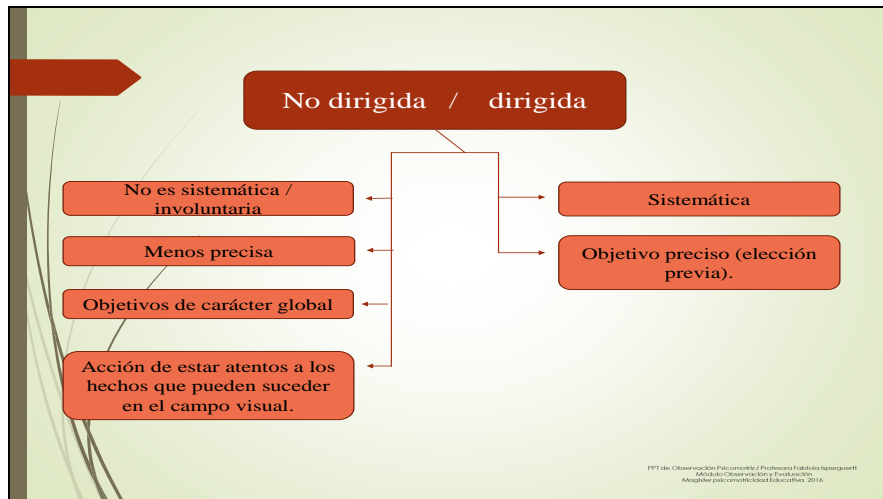 No dirigida / dirigida
No es sistemática /
involuntaria
Menos precisa
Objetivos de carácter global
Acción de estar atentos a los
hechos que pueden suceder
en el campo visual.
Sistemática
Objetivo preciso (elección
previa).
PPT de Observación Psicomotriz / Profesora Fabiola Isperguertt
Módulo Observación y Evaluación
Magister psicomotricidad Educativa 2016